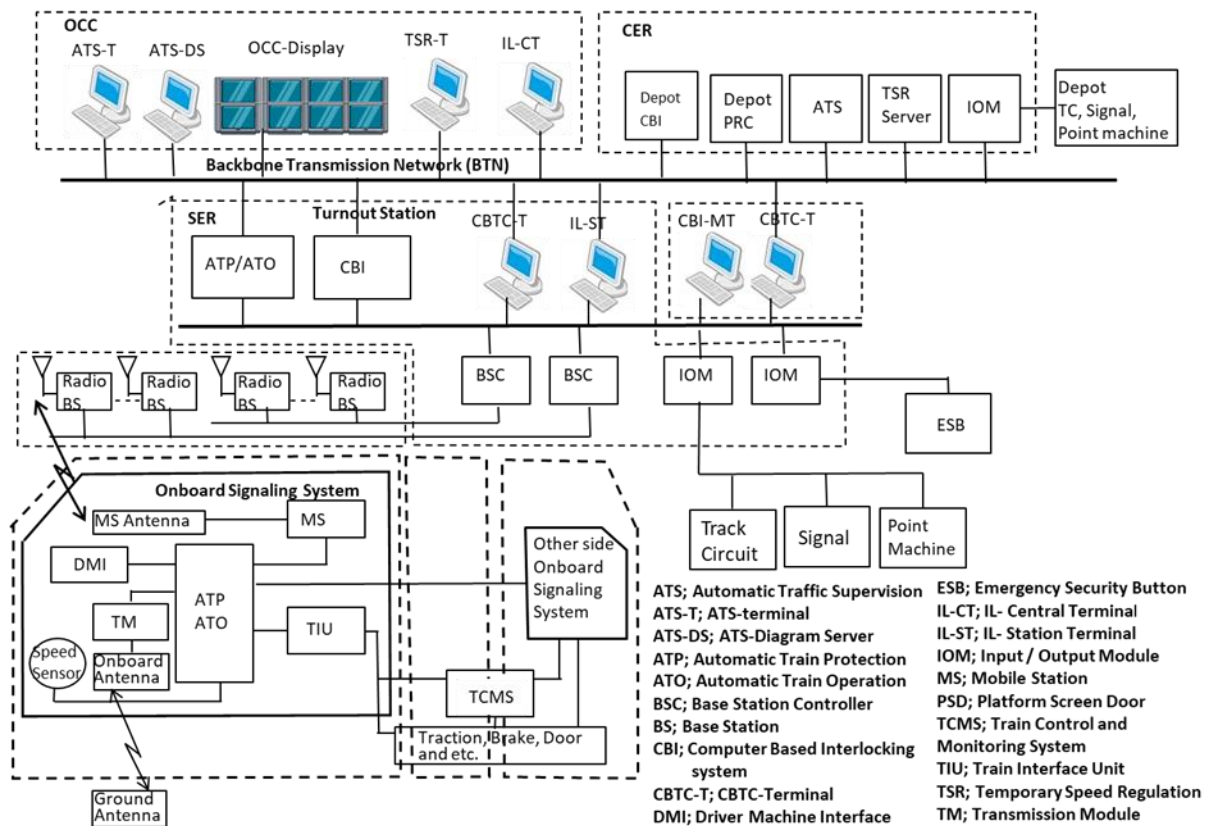 OCC
ATS-T
ATS-DS
OCC-Display
TSR-T
IL-CT
CER
Depot
CBI
Depot
PRC
ATS
TSR
Server
IOM
Depot
TC, Signal,
Point machine
Backbone Transmission Network (BTN)
SER
Turnout Station
ATP/ATO
CBI
CBTC-T
IL-ST
CBI-MT
CBTC-T
Radio
BS
Radio
BS
Radio
BS
Radio
BS
BSC
BSC
IOM
IOM
ESB
Onboard Signaling System
MS Antenna
MS
DMI
ATP
ATO
TM
TIU
Speed
Sensor
Onboard
Antenna
Other side
Onboard
Signaling
System
TCMS
Traction, Brake, Door
and etc.
Ground
Antenna
Track
Circuit
Signal
Point
Machine
ATS; Automatic Traffic Supervision
ATS-T; ATS-terminal
ATS-DS; ATS-Diagram Server
ATP; Automatic Train Protection
ATO; Automatic Train Operation
BSC; Base Station Controller
BS; Base Station
CBI; Computer Based Interlocking
system
CBTC-T; CBTC-Terminal
DMI; Driver Machine Interface
ESB; Emergency Security Button
IL-CT; IL- Central Terminal
IL-ST; IL- Station Terminal
IOM; Input / Output Module
MS; Mobile Station
PSD; Platform Screen Door
TCMS; Train Control and
Monitoring System
TIU; Train Interface Unit
TSR; Temporary Speed Regulation
TM; Transmission Module